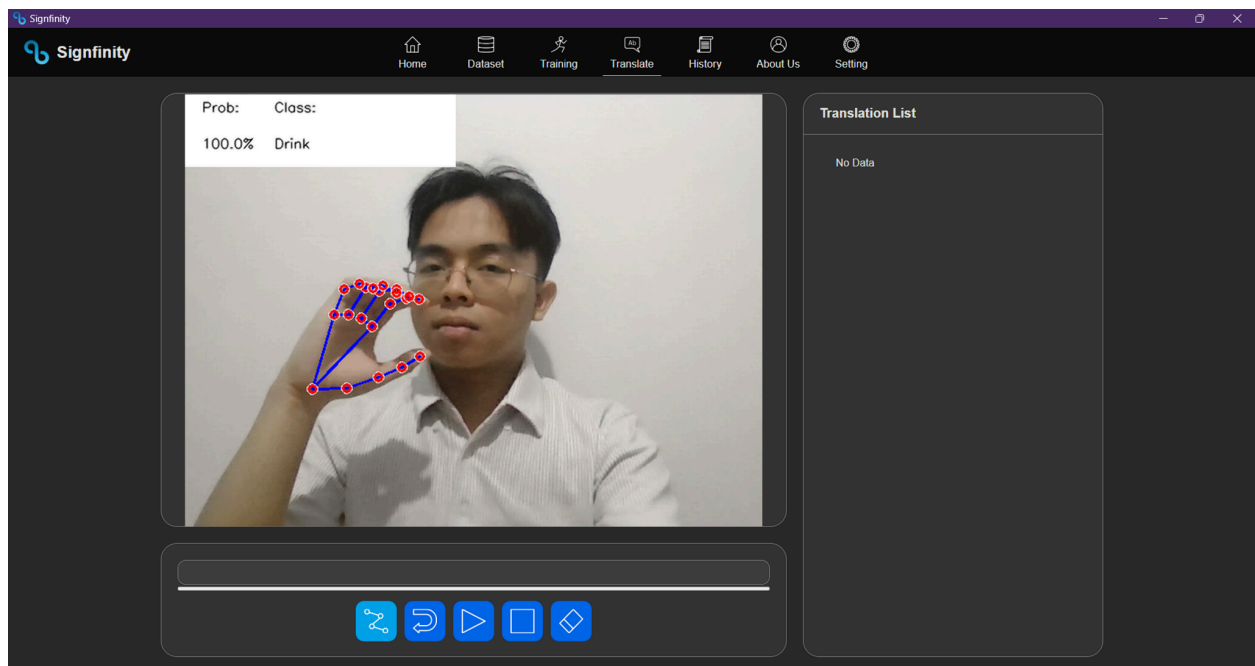 Signfinity
Signfinity
Home Dataset Training Translate History About Us Setting
Prob: Class:
100.0% Drink
Translation List
No Data